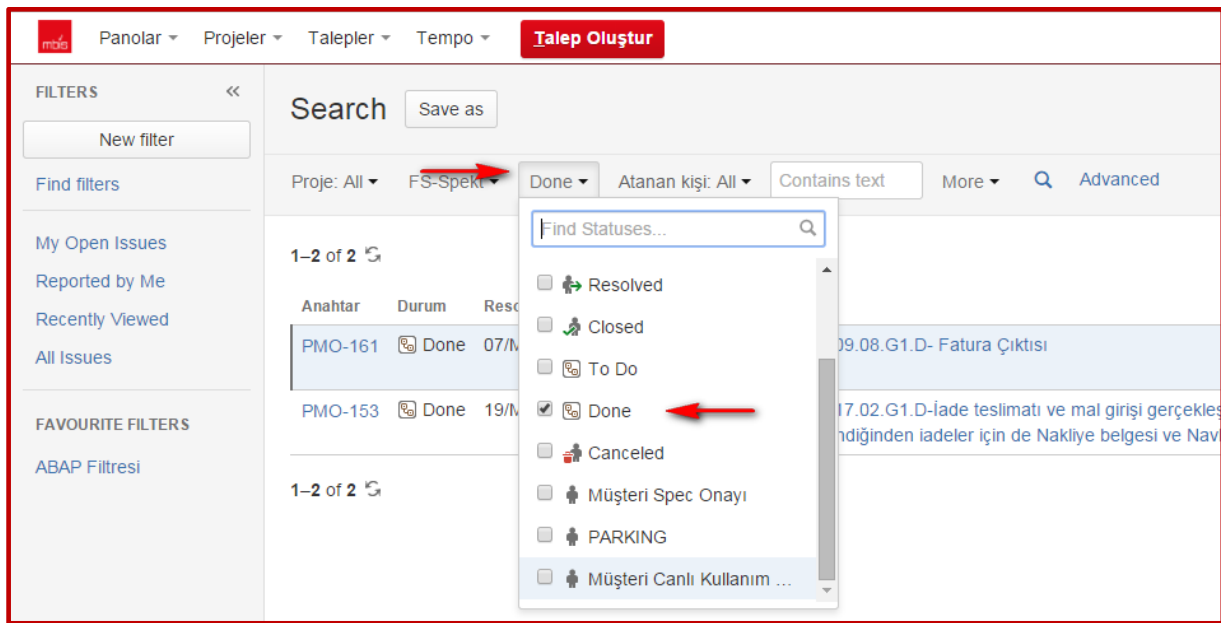 mbis Panolar Projeler Talepler Tempo Talep Oluştur
FILTERS
New filter
Find filters
My Open Issues
Reported by Me
Recently Viewed
All Issues
FAVOURITE FILTERS
ABAP Filtresi
Search Save as
Proje: All FS-Spekt Done Atanan kişi: All Contains text More Advanced
Find Statuses...
Resolved
Closed
To Do
Done
Canceled
Müşteri Spec Onayı
PARKING
Müşteri Canlı Kullanım ...
1–2 of 2
Anahtar Durum Reso
PMO-161 Done 07/M 09.08.G1.D- Fatura Çıktısı
PMO-153 Done 19/M 17.02.G1.D-İade teslimatı ve mal girişi gerçekleş
ndiğinden iadeler için de Nakliye belgesi ve Navl
1–2 of 2